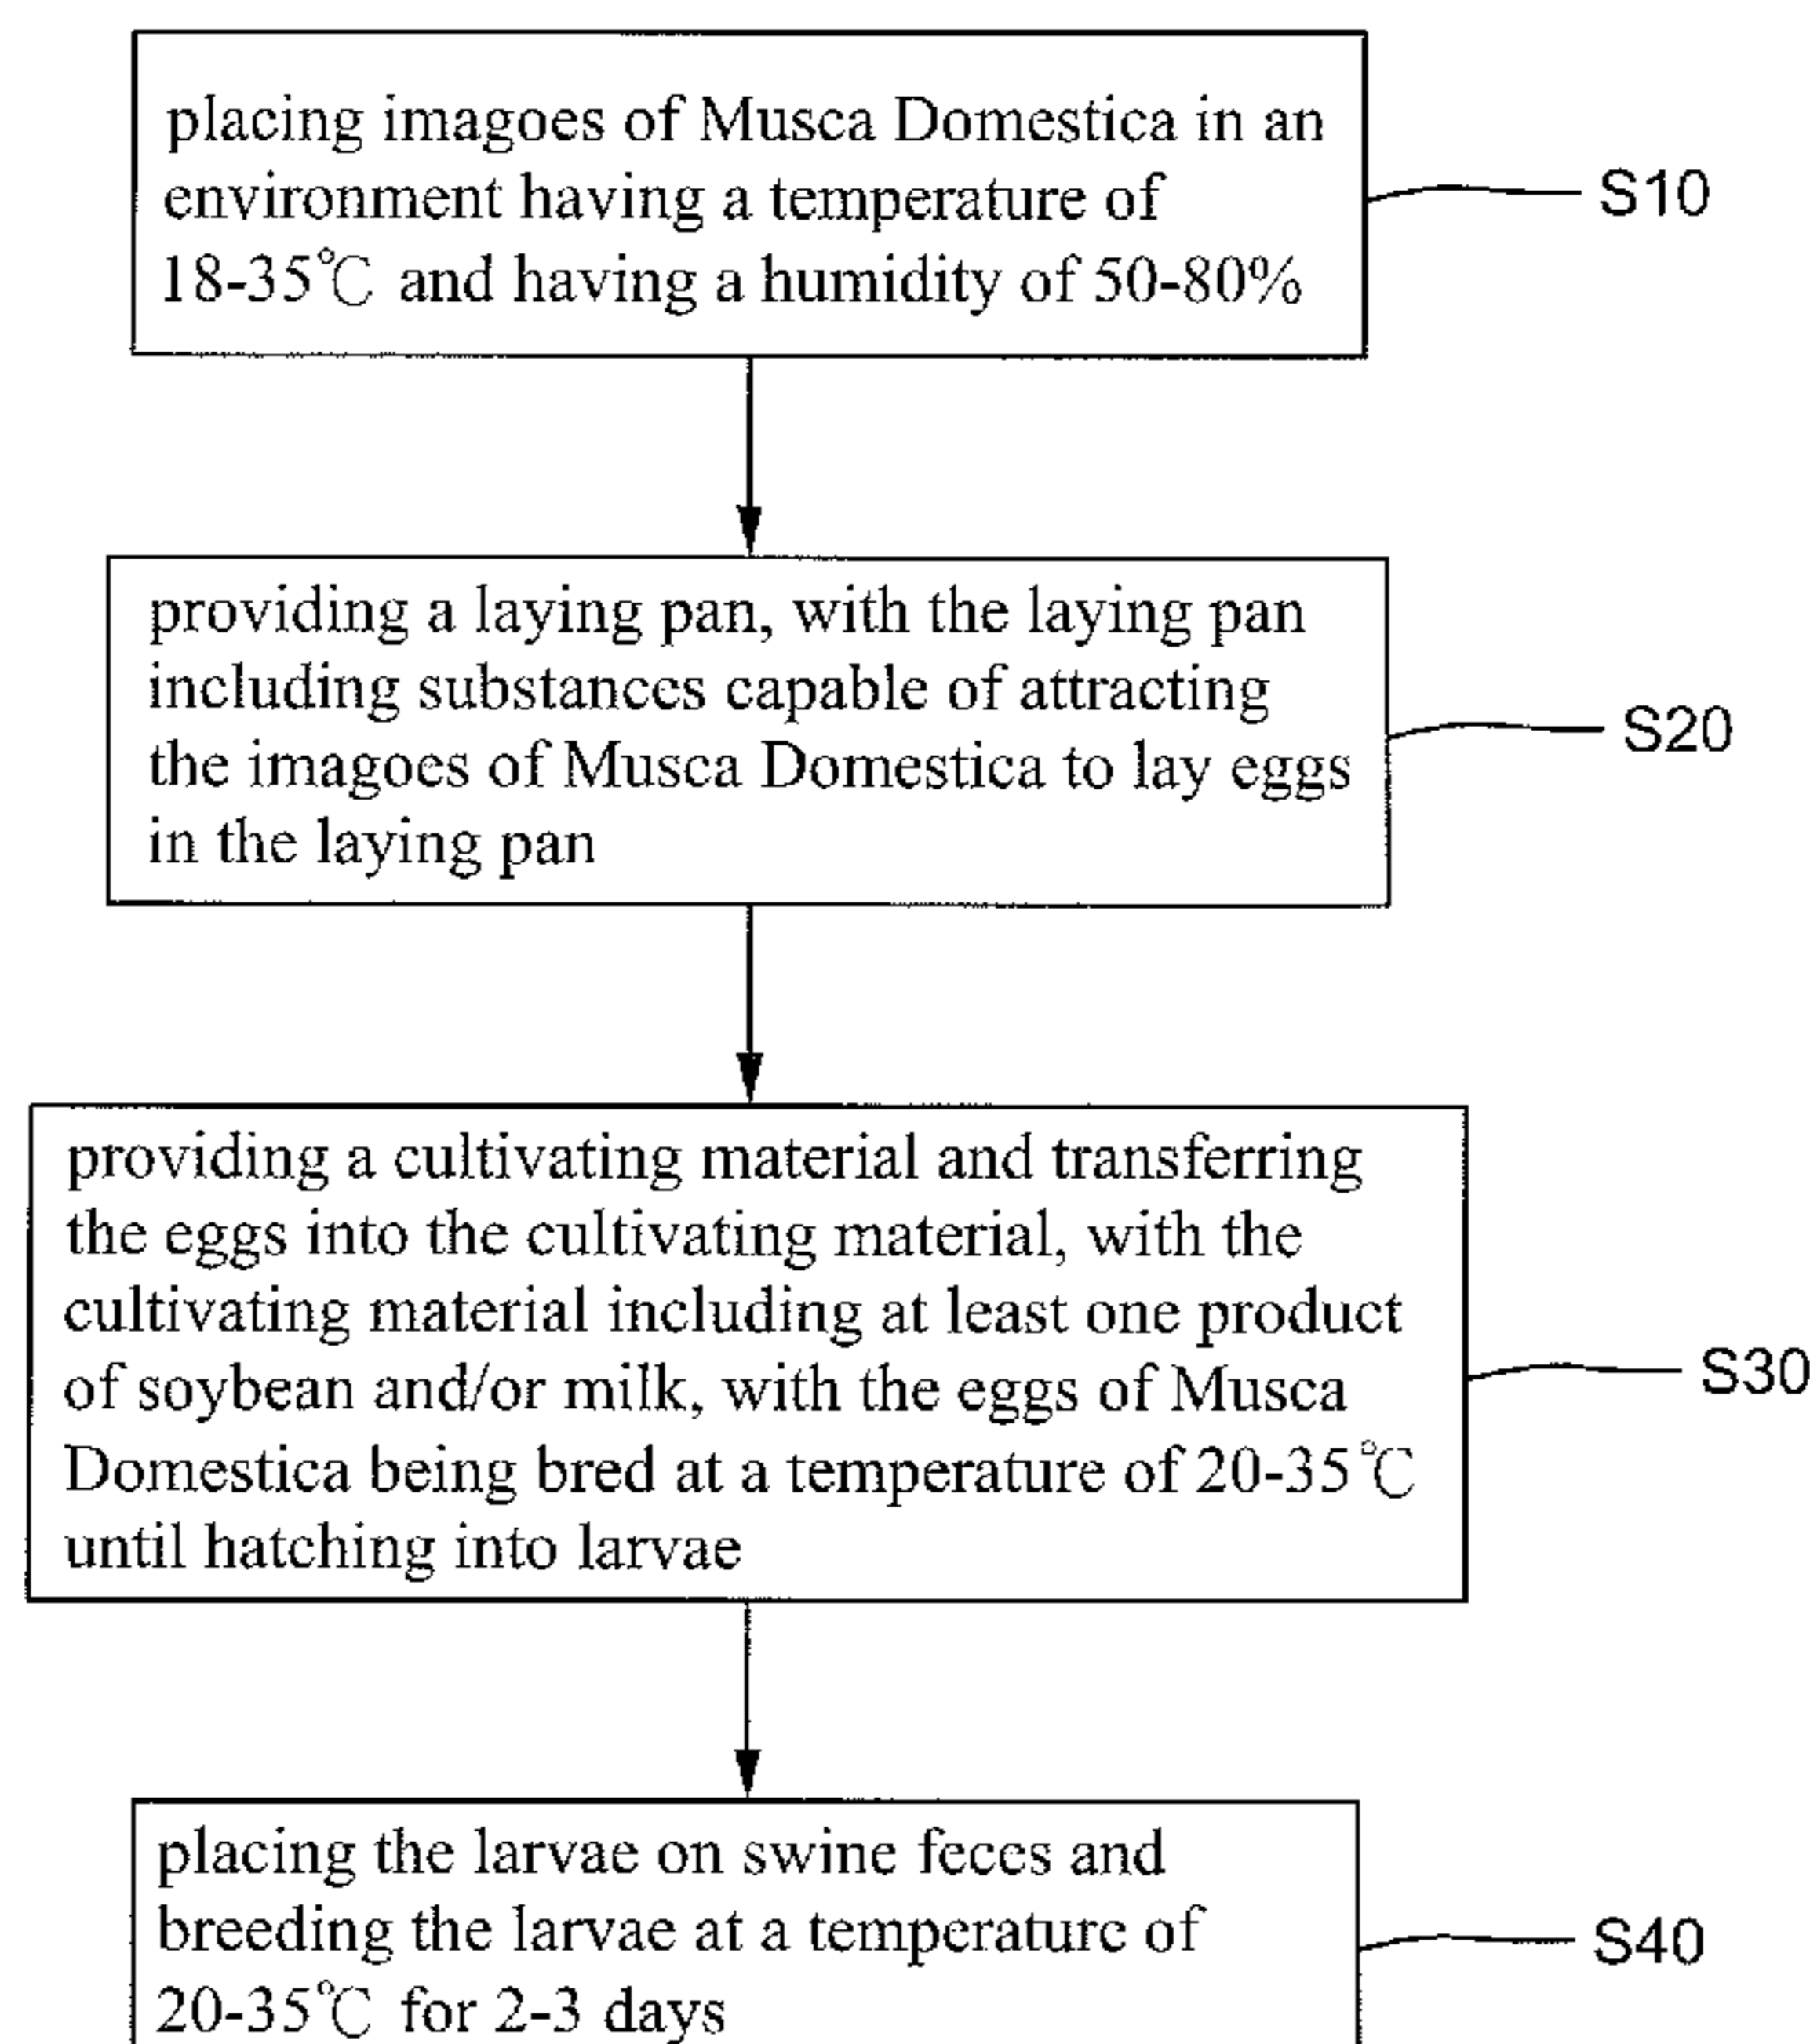 placing imagoes of Musca Domestica in an
environment having a temperature of
18-35℃ and having a humidity of 50-80%
S10
providing a laying pan, with the laying pan
including substances capable of attracting
the imagoes of Musca Domestica to lay eggs
in the laying pan
S20
providing a cultivating material and transferring
the eggs into the cultivating material, with the
cultivating material including at least one product
of soybean and/or milk, with the eggs of Musca
Domestica being bred at a temperature of 20-35℃
until hatching into larvae
S30
placing the larvae on swine feces and
breeding the larvae at a temperature of
20-35℃ for 2-3 days
S40